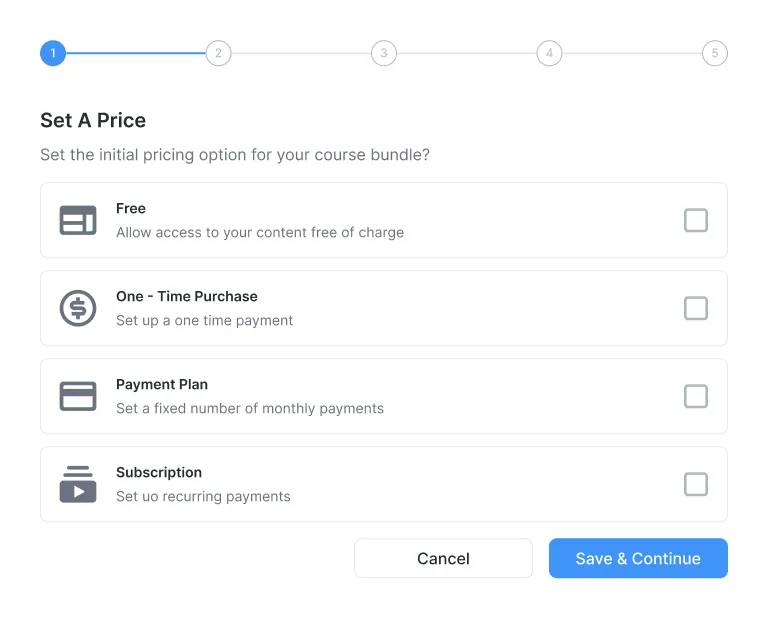 1 2 3 4 5
Set A Price
Set the initial pricing option for your course bundle?
Free
Allow access to your content free of charge
One - Time Purchase
Set up a one time payment
Payment Plan
Set a fixed number of monthly payments
Subscription
Set uo recurring payments
Cancel Save & Continue